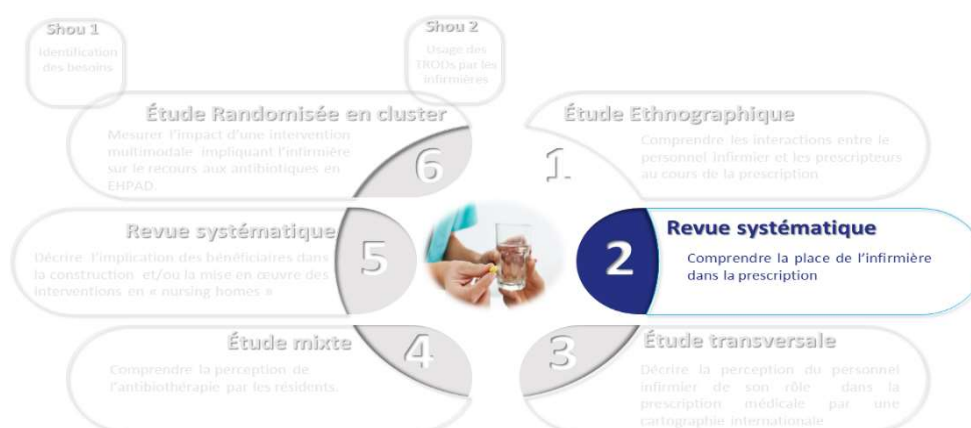 Shou 1
Identification
des besoins
Shou 2
Usage des
TRODs par les
infirmières
Étude Randomisée en cluster
Mesurer l'impact d'une intervention
multimodale impliquant l'infirmière
sur le recours aux antibiotiques en
EHPAD.
6
1.
Étude Ethnographique
Comprendre les interactions entre le
personnel infirmier et les prescripteurs
au cours de la prescription
Revue systématique
Décrire l'implication des bénéficiaires dans
la construction et/ou la mise en œuvre des
interventions en « nursing homes »
5
2
Revue systématique
Comprendre la place de l'infirmière
dans la prescription
Étude mixte
Comprendre la perception de
l'antibiothérapie par les résidents.
4
3
Étude transversale
Décrire la perception du personnel
infirmier de son rôle dans la
prescription médicale par une
cartographie internationale